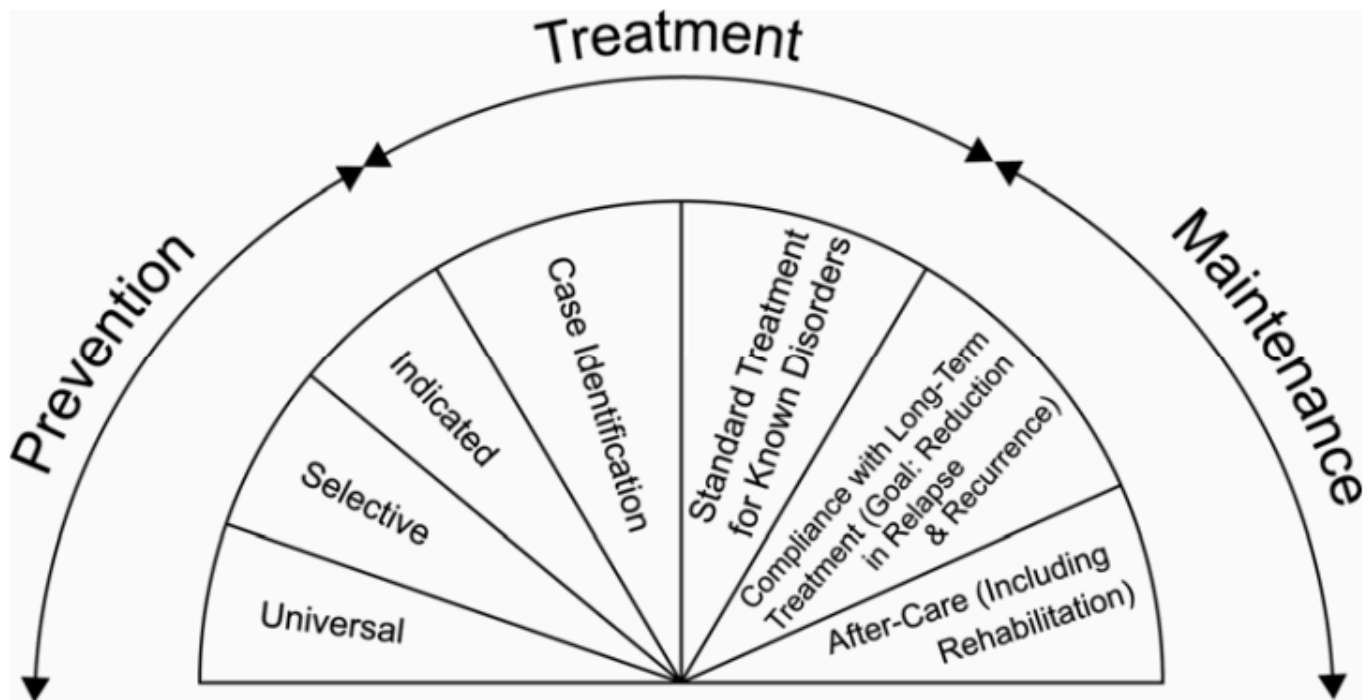 Treatment
Prevention
Maintenance
Universal
Selective
Indicated
Case Identification
Standard Treatment
for Known Disorders
Compliance with Long-Term
Treatment (Goal: Reduction
in Relapse
& Recurrence)
After-Care (Including
Rehabilitation)